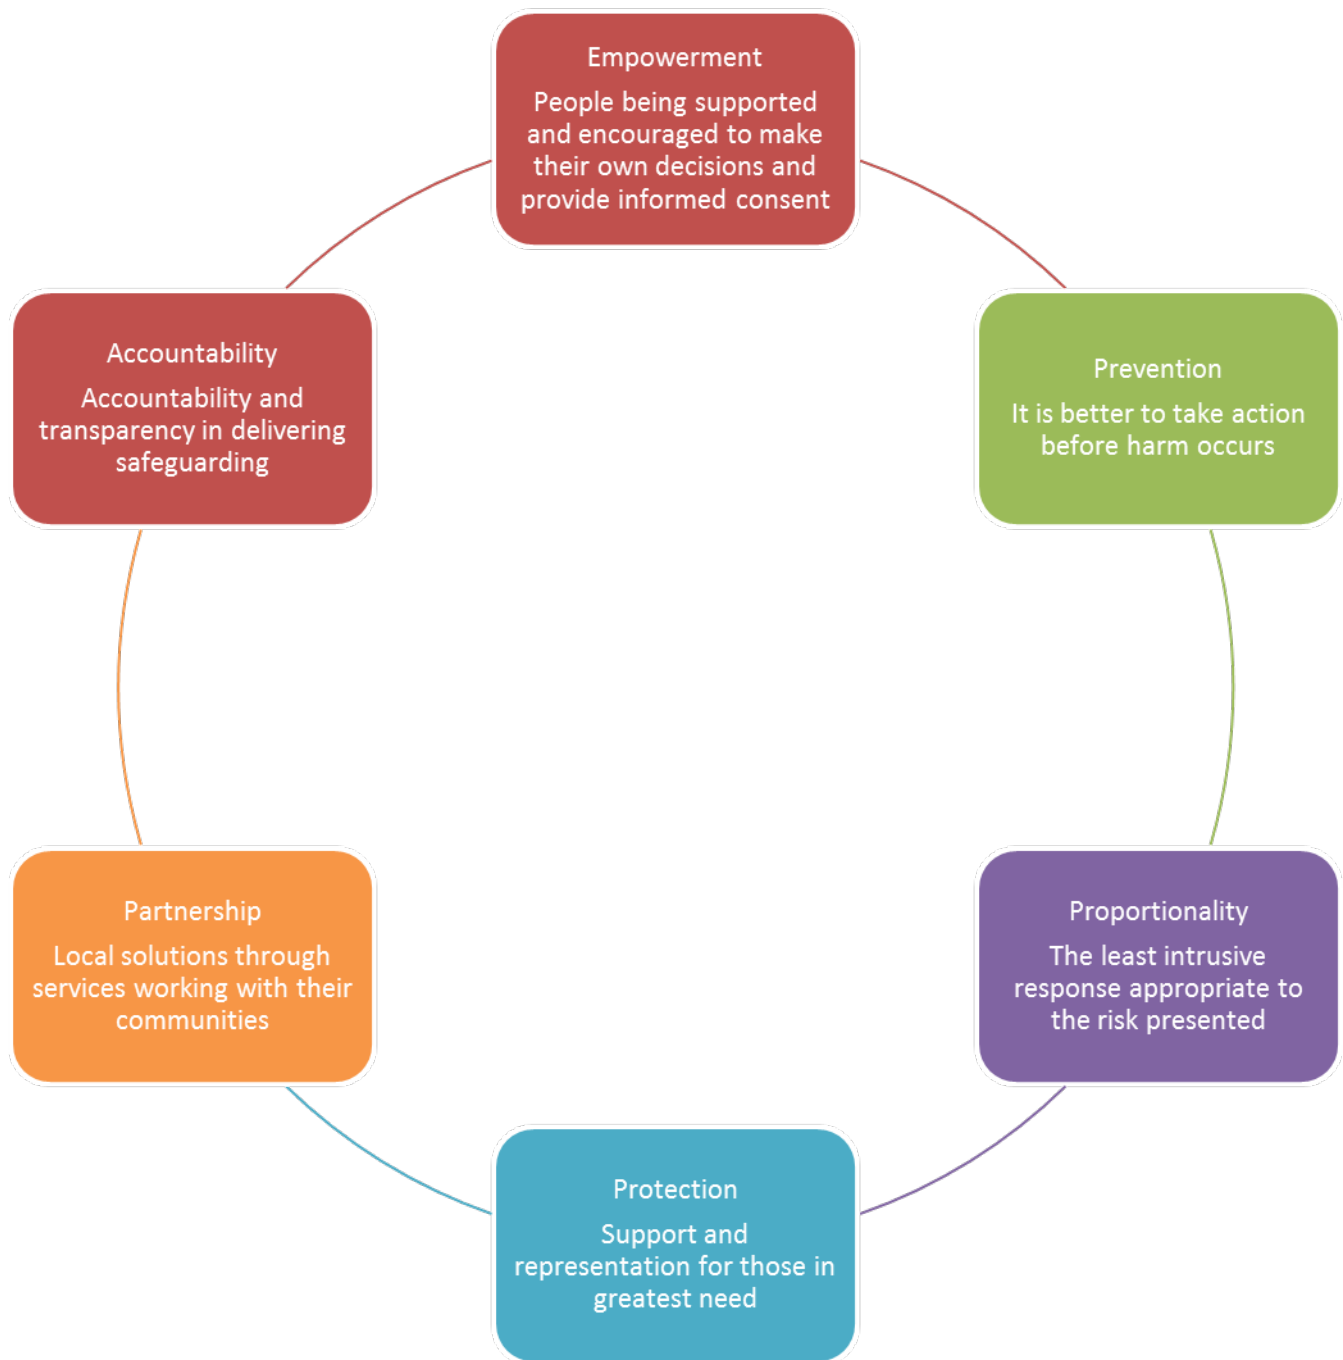 Empowerment
People being supported
and encouraged to make
their own decisions and
provide informed consent
Prevention
It is better to take action
before harm occurs
Proportionality
The least intrusive
response appropriate to
the risk presented
Protection
Support and
representation for those in
greatest need
Partnership
Local solutions through
services working with their
communities
Accountability
Accountability and
transparency in delivering
safeguarding